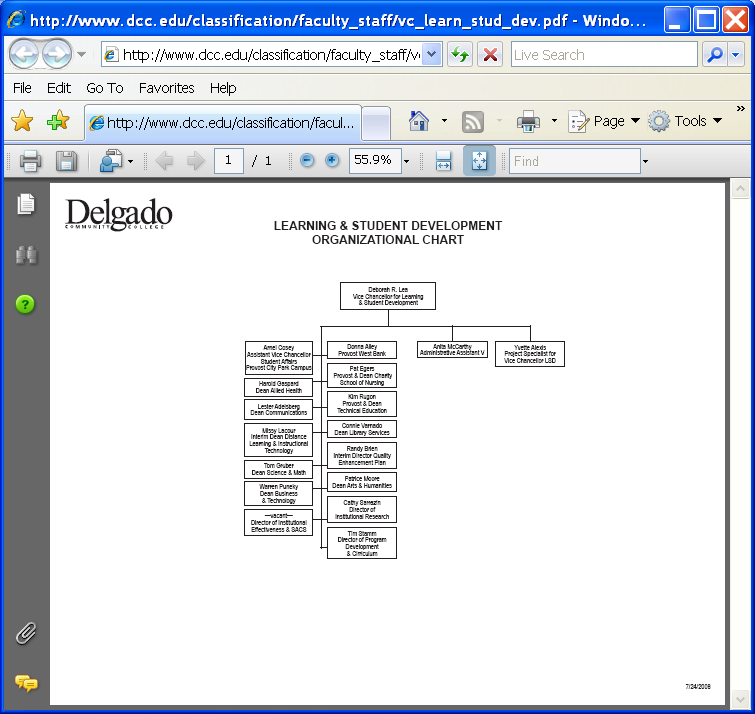 http://www.dcc.edu/classification/faculty_staff/vc_learn_stud_dev.pdf - Windo...
http://www.dcc.edu/classification/faculty_staff/v
Live Search
File Edit Go To Favorites Help
http://www.dcc.edu/classification/facul...
Page Tools
1 / 1 55.9% Find
Delgado
COMMUNITY COLLEGE
LEARNING & STUDENT DEVELOPMENT
ORGANIZATIONAL CHART
Deborah R. Lea
Vice Chancellor for Learning
& Student Development
Arnel Cosey
Assistant Vice Chancellor
Student Affairs
Provost City Park Campus
Donna Alley
Provost West Bank
Anita McCarthy
Administrative Assistant V
Yvette Alexis
Project Specialist for
Vice Chancellor LSD
Pat Egers
Provost & Dean Charity
School of Nursing
Harold Gaspard
Dean Allied Health
Kim Rugon
Provost & Dean
Technical Education
Lester Adelsberg
Dean Communications
Connie Varnado
Dean Library Services
Missy Lacour
Interim Dean Distance
Learning & Instructional
Technology
Randy Brien
Interim Director Quality
Enhancement Plan
Tom Gruber
Dean Science & Math
Patrice Moore
Dean Arts & Humanities
Warren Puneky
Dean Business
& Technology
Cathy Sarrazin
Director of
Institutional Research
—vacant—
Director of Institutional
Effectiveness & SACS
Tim Stamm
Director of Program
Development
& Cirriculum
7/24/2008